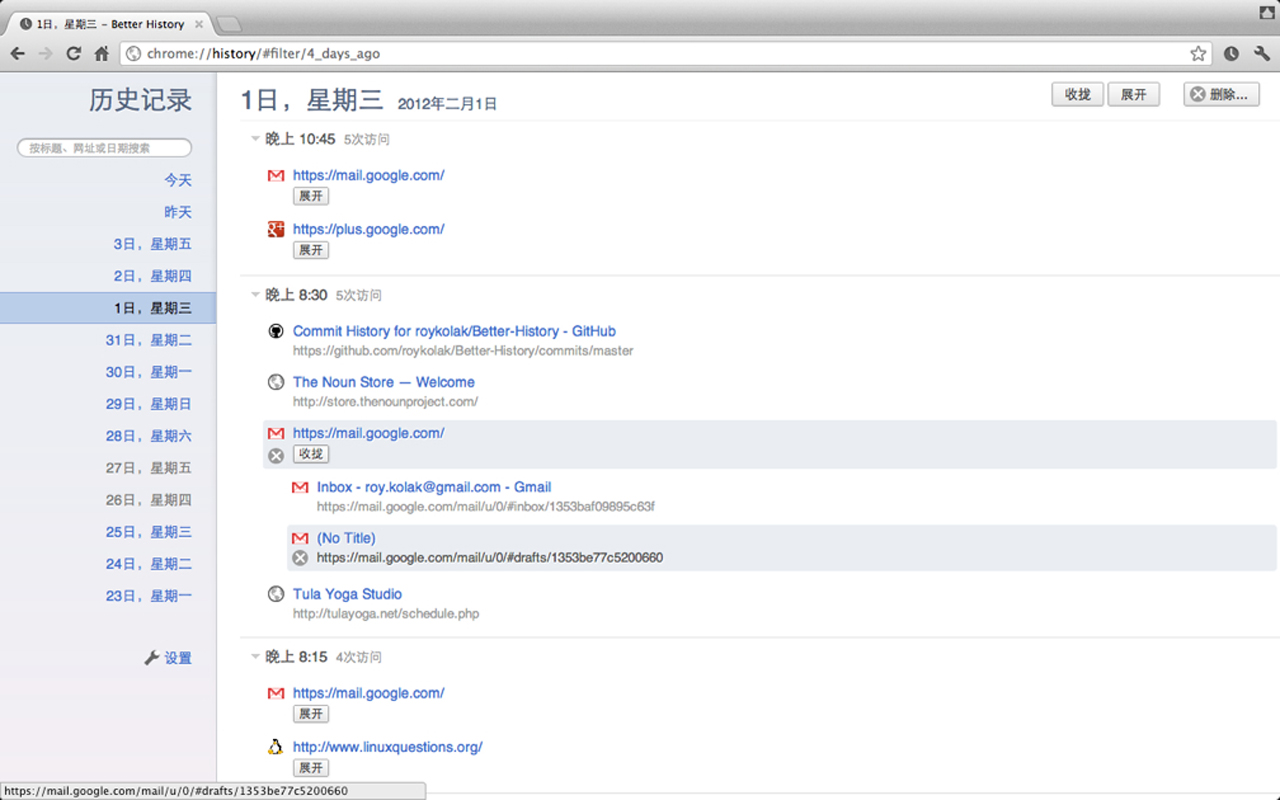 1日，星期三 – Better History
chrome://history/#filter/4_days_ago
历史记录
按标题、网址或日期搜索
今天
昨天
3日，星期五
2日，星期四
1日，星期三
31日，星期二
30日，星期一
29日，星期日
28日，星期六
27日，星期五
26日，星期四
25日，星期三
24日，星期二
23日，星期一
设置
1日，星期三 2012年二月1日
收拢 展开 删除...
晚上 10:45 5次访问
https://mail.google.com/
展开
https://plus.google.com/
展开
晚上 8:30 5次访问
Commit History for roykolak/Better-History - GitHub
https://github.com/roykolak/Better-History/commits/master
The Noun Store — Welcome
http://store.thenounproject.com/
https://mail.google.com/
收拢
Inbox - roy.kolak@gmail.com - Gmail
https://mail.google.com/mail/u/0/#inbox/1353baf09895c63f
(No Title)
https://mail.google.com/mail/u/0/#drafts/1353be77c5200660
Tula Yoga Studio
http://tulayoga.net/schedule.php
晚上 8:15 4次访问
https://mail.google.com/
展开
http://www.linuxquestions.org/
展开
https://mail.google.com/mail/u/0/#drafts/1353be77c5200660